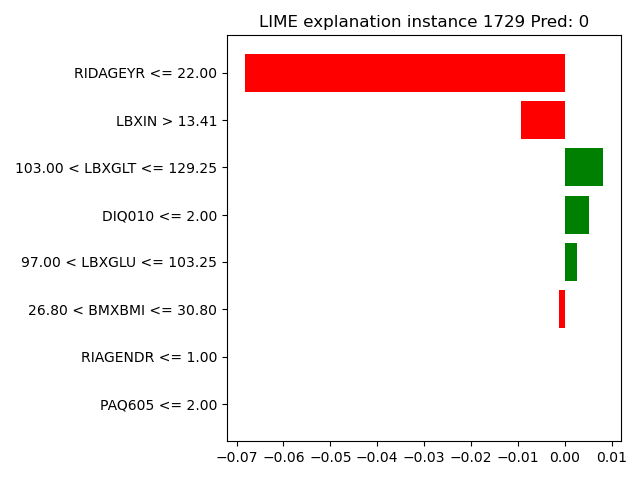 LIME explanation instance 1729 Pred: 0
RIDAGEYR <= 22.00
LBXIN > 13.41
103.00 < LBXGLT <= 129.25
DIQ010 <= 2.00
97.00 < LBXGLU <= 103.25
26.80 < BMXBMI <= 30.80
RIAGENDR <= 1.00
PAQ605 <= 2.00
−0.07 −0.06 −0.05 −0.04 −0.03 −0.02 −0.01 0.00 0.01